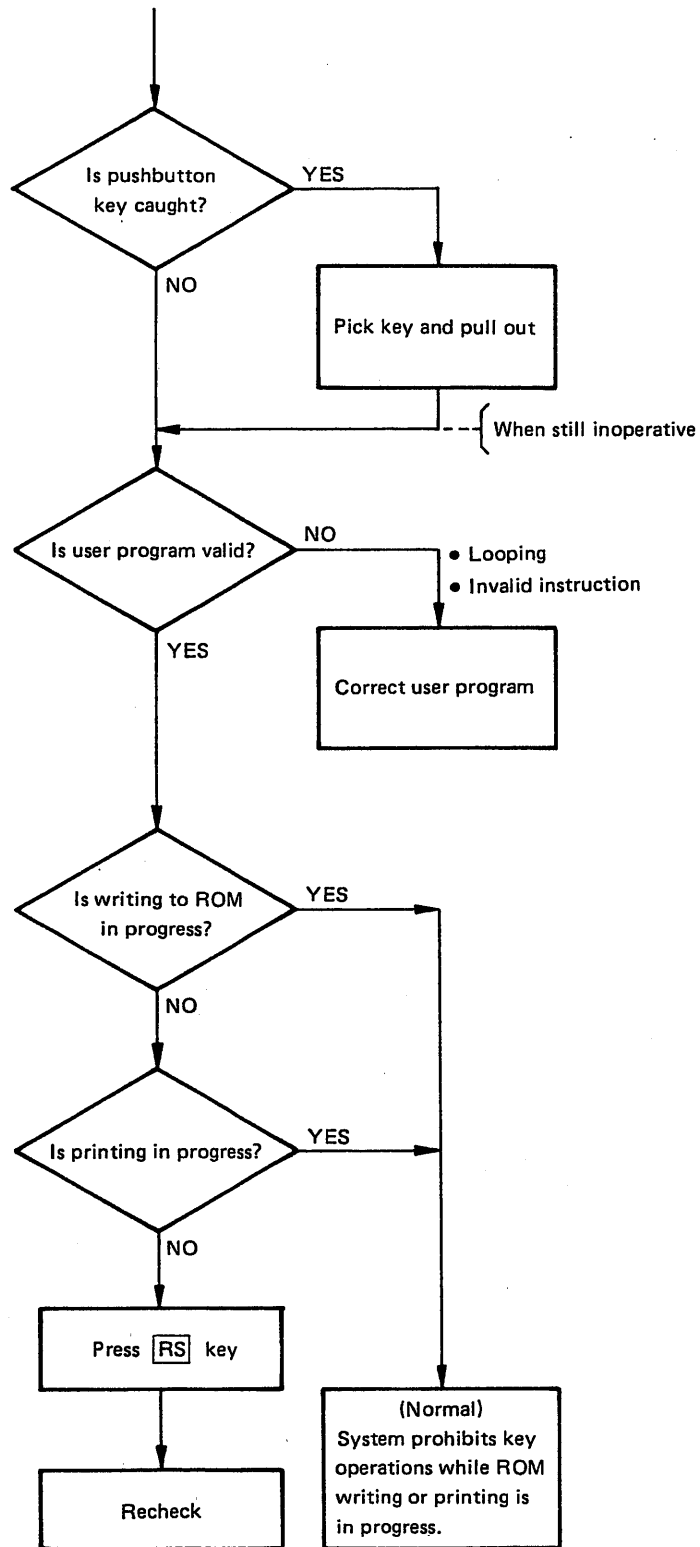 Is pushbutton
key caught?
YES
NO
Pick key and pull out
When still inoperative
Is user program valid?
NO
• Looping
• Invalid instruction
YES
Correct user program
Is writing to ROM
in progress?
YES
NO
Is printing in progress?
YES
NO
Press RS key
(Normal)
System prohibits key
operations while ROM
writing or printing is
in progress.
Recheck